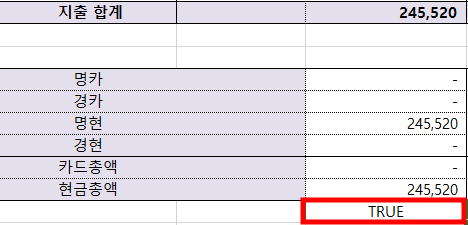 지출 합계 245,520
명카 -
경카 -
명현 245,520
경현 -
카드총액 -
현금총액 245,520
TRUE